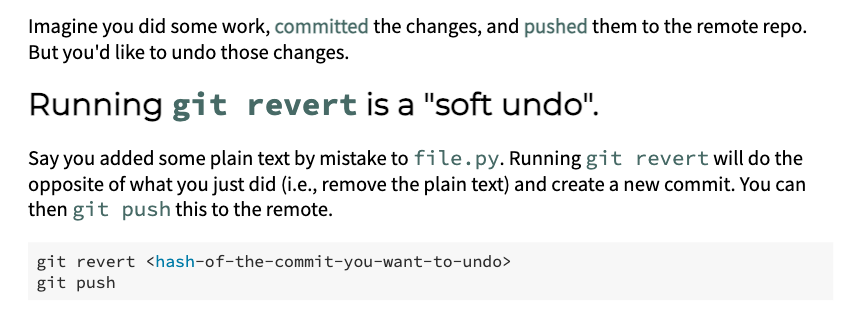 Imagine you did some work, committed the changes, and pushed them to the remote repo.
But you'd like to undo those changes.
Running git revert is a "soft undo".
Say you added some plain text by mistake to file.py. Running git revert will do the
opposite of what you just did (i.e., remove the plain text) and create a new commit. You can
then git push this to the remote.
git revert <hash-of-the-commit-you-want-to-undo>
git push